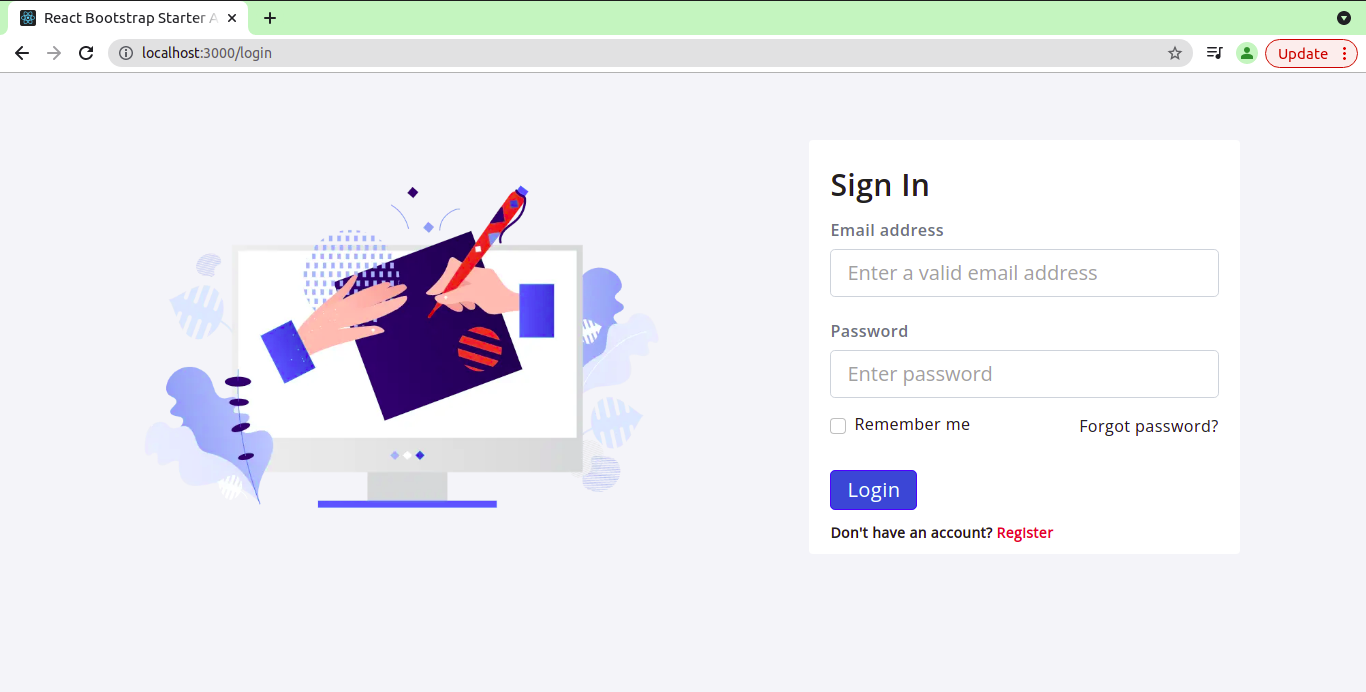 React Bootstrap Starter A
localhost:3000/login
Update
Sign In
Email address
Enter a valid email address
Password
Enter password
Remember me
Forgot password?
Login
Don't have an account? Register